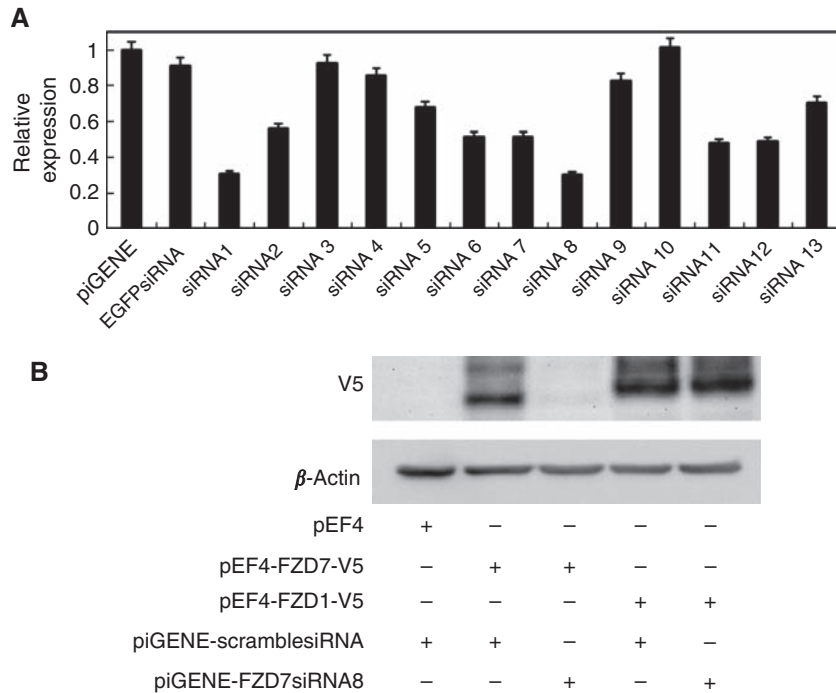 A
Relative
expression
1
0.8
0.6
0.4
0.2
0
piGENE
EGFPsiRNA
siRNA1
siRNA2
siRNA 3
siRNA 4
siRNA 5
siRNA 6
siRNA 7
siRNA 8
siRNA 9
siRNA 10
siRNA11
siRNA12
siRNA 13
B
V5
β-Actin
pEF4 + – – – –
pEF4-FZD7-V5 – + + – –
pEF4-FZD1-V5 – – – + +
piGENE-scramblesiRNA + + – + –
piGENE-FZD7siRNA8 – – + – +